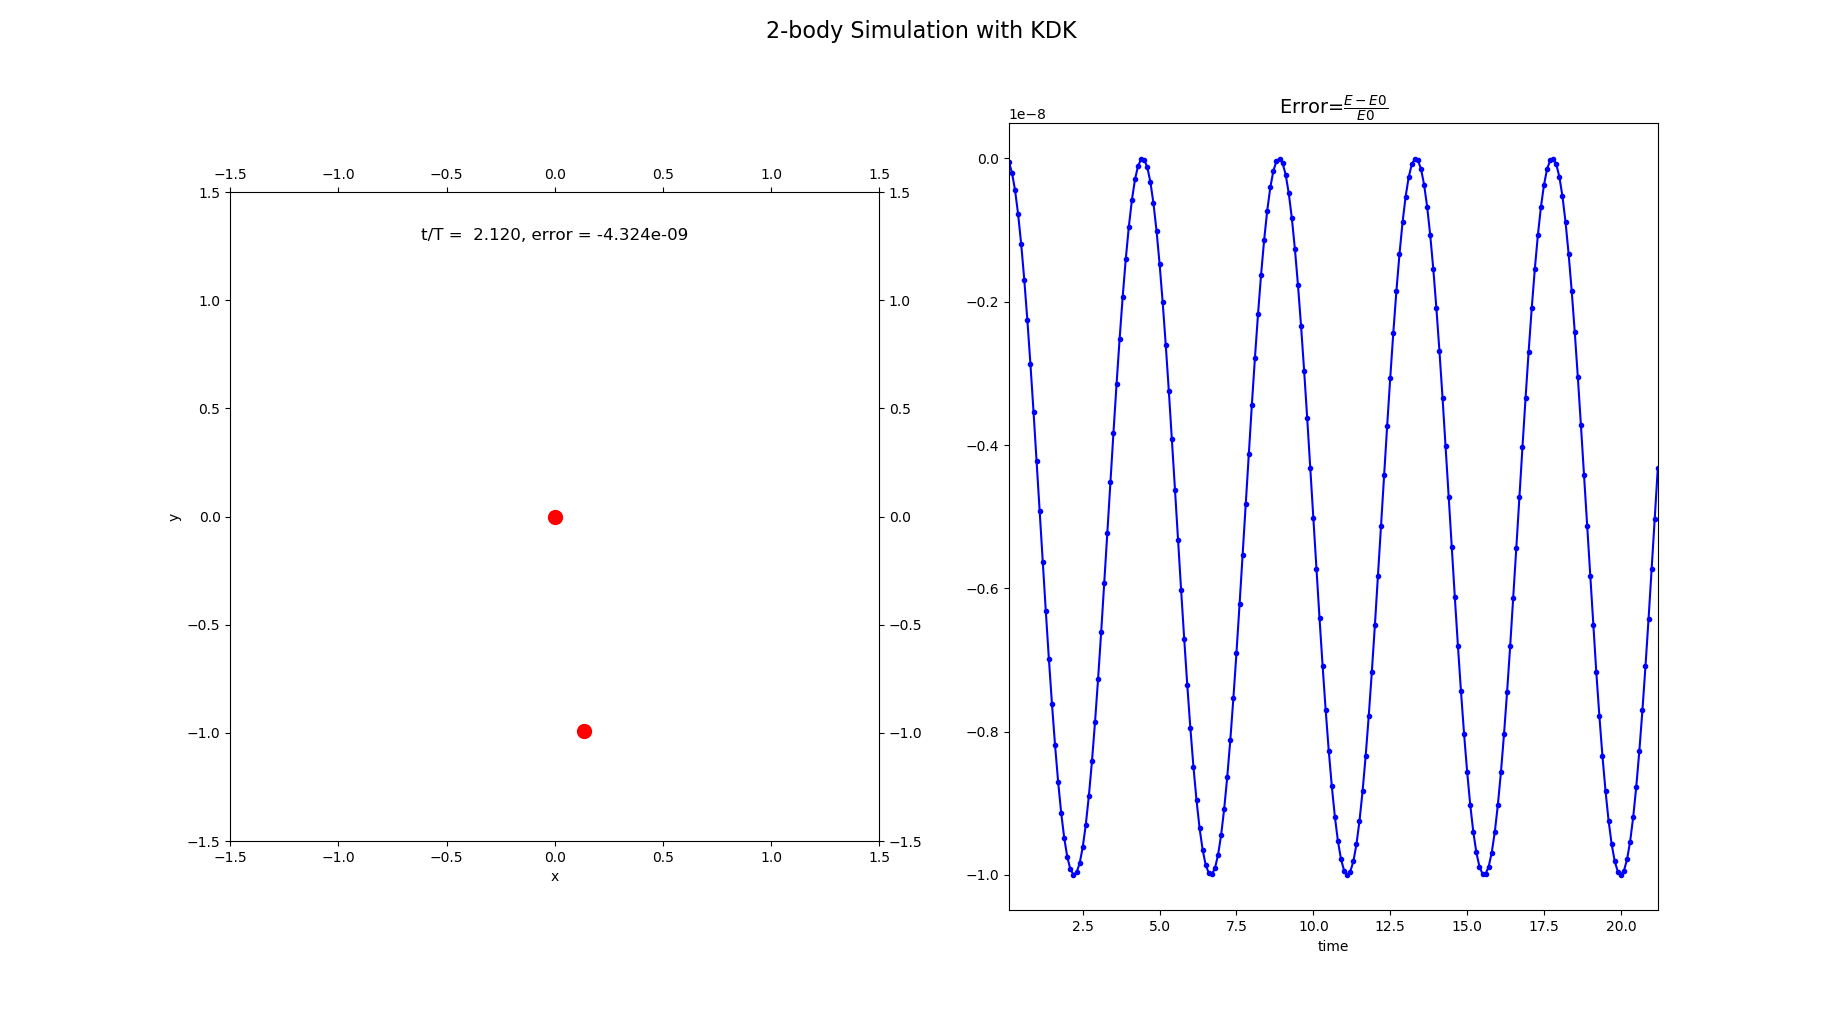 2-body Simulation with KDK
−1.5 −1.0 −0.5 0.0 0.5 1.0 1.5
1.5 1.5
t/T =  2.120, error = -4.324e-09
1.0 1.0
0.5 0.5
y 0.0 0.0
−0.5 −0.5
−1.0 −1.0
−1.5 −1.5
−1.5 −1.0 −0.5 0.0 0.5 1.0 1.5
x
Error=\frac{E − E0}{E0}
1e−8
0.0
−0.2
−0.4
−0.6
−0.8
−1.0
2.5 5.0 7.5 10.0 12.5 15.0 17.5 20.0
time